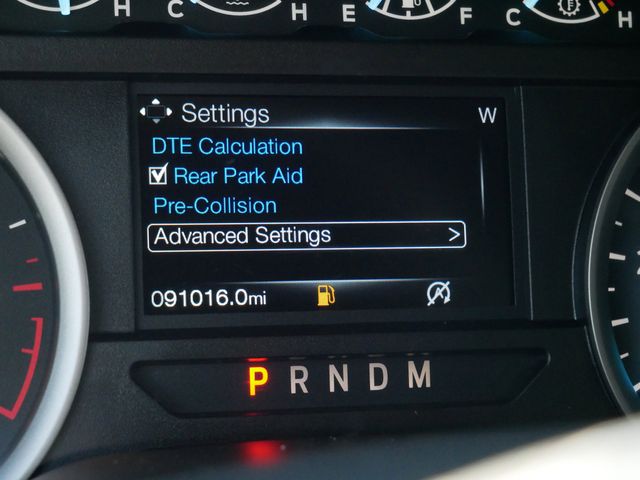 H C H E F C H
Settings W
DTE Calculation
Rear Park Aid
Pre-Collision
Advanced Settings >
091016.0mi
P R N D M